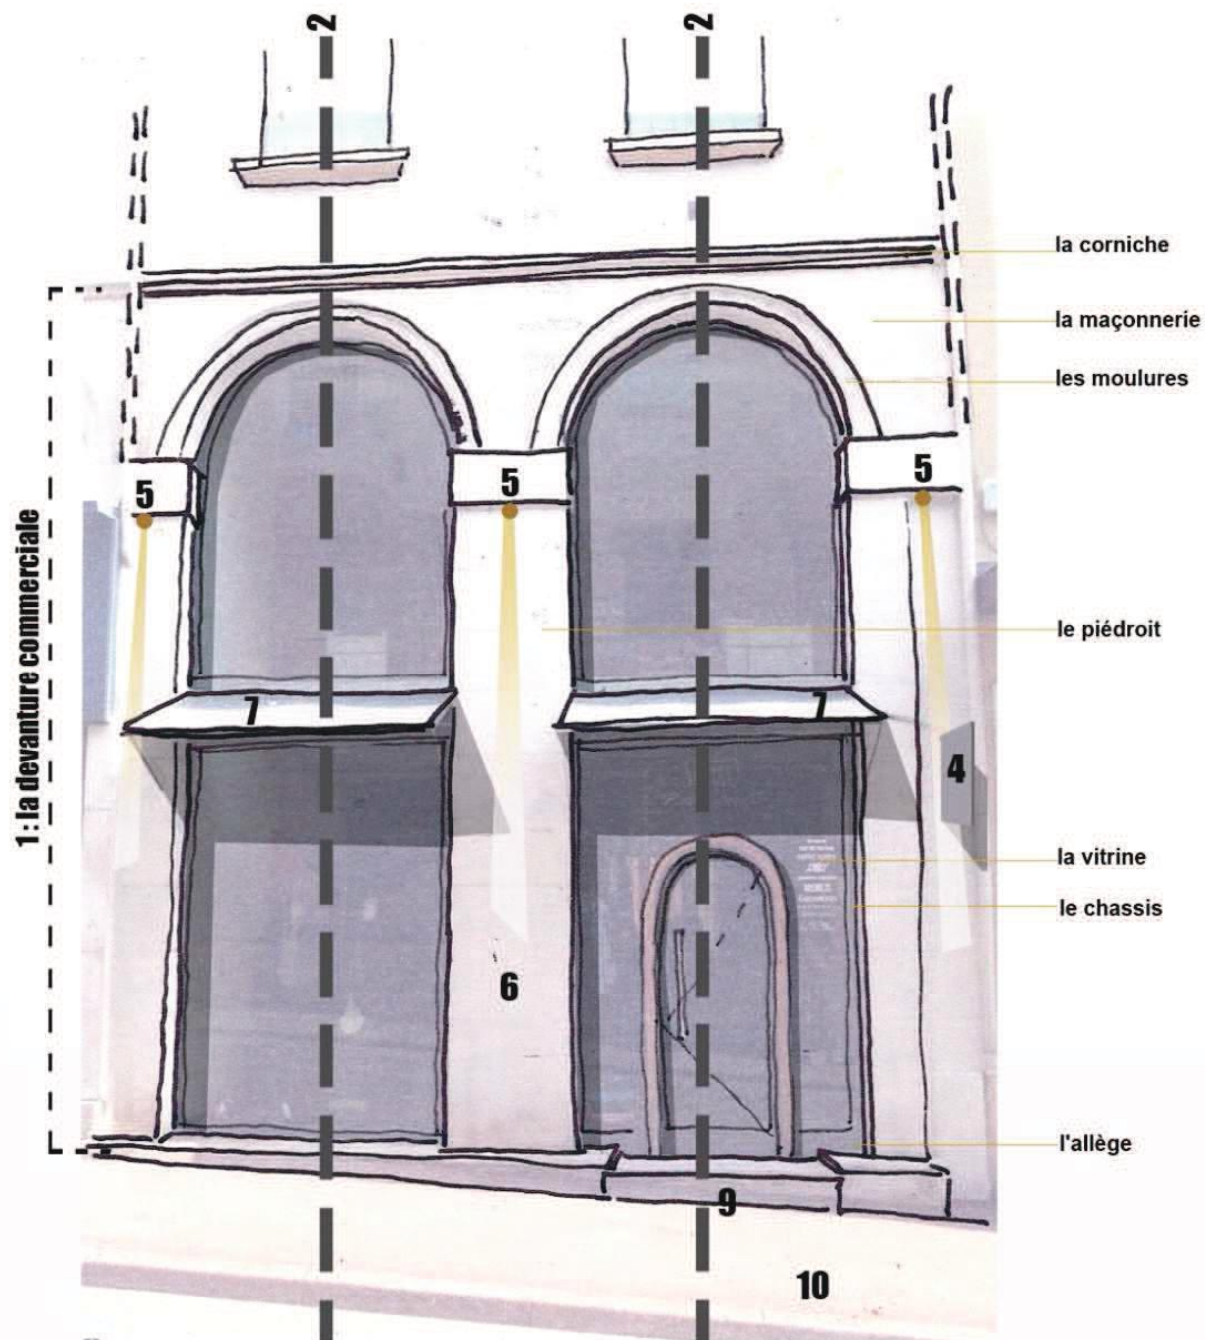 2
2
la corniche
la maçonnerie
les moulures
5
5
5
1 : la devanture commerciale
le piédroit
7
7
4
la vitrine
le chassis
6
l'allège
9
10